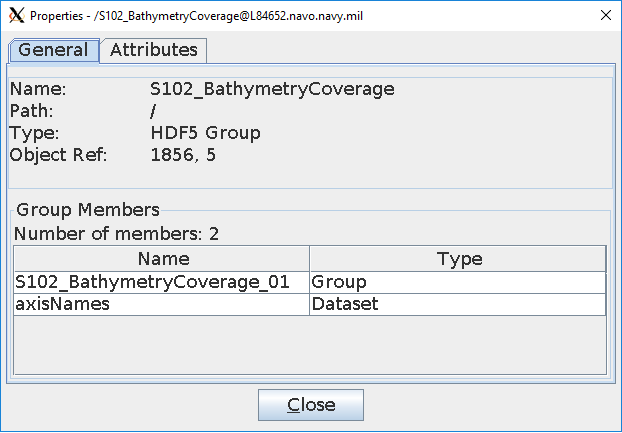 Properties - /S102_BathymetryCoverage@L84652.navo.navy.mil
General Attributes
Name: S102_BathymetryCoverage
Path: /
Type: HDF5 Group
Object Ref: 1856, 5
Group Members
Number of members: 2
Name Type
S102_BathymetryCoverage_01 Group
axisNames Dataset
Close